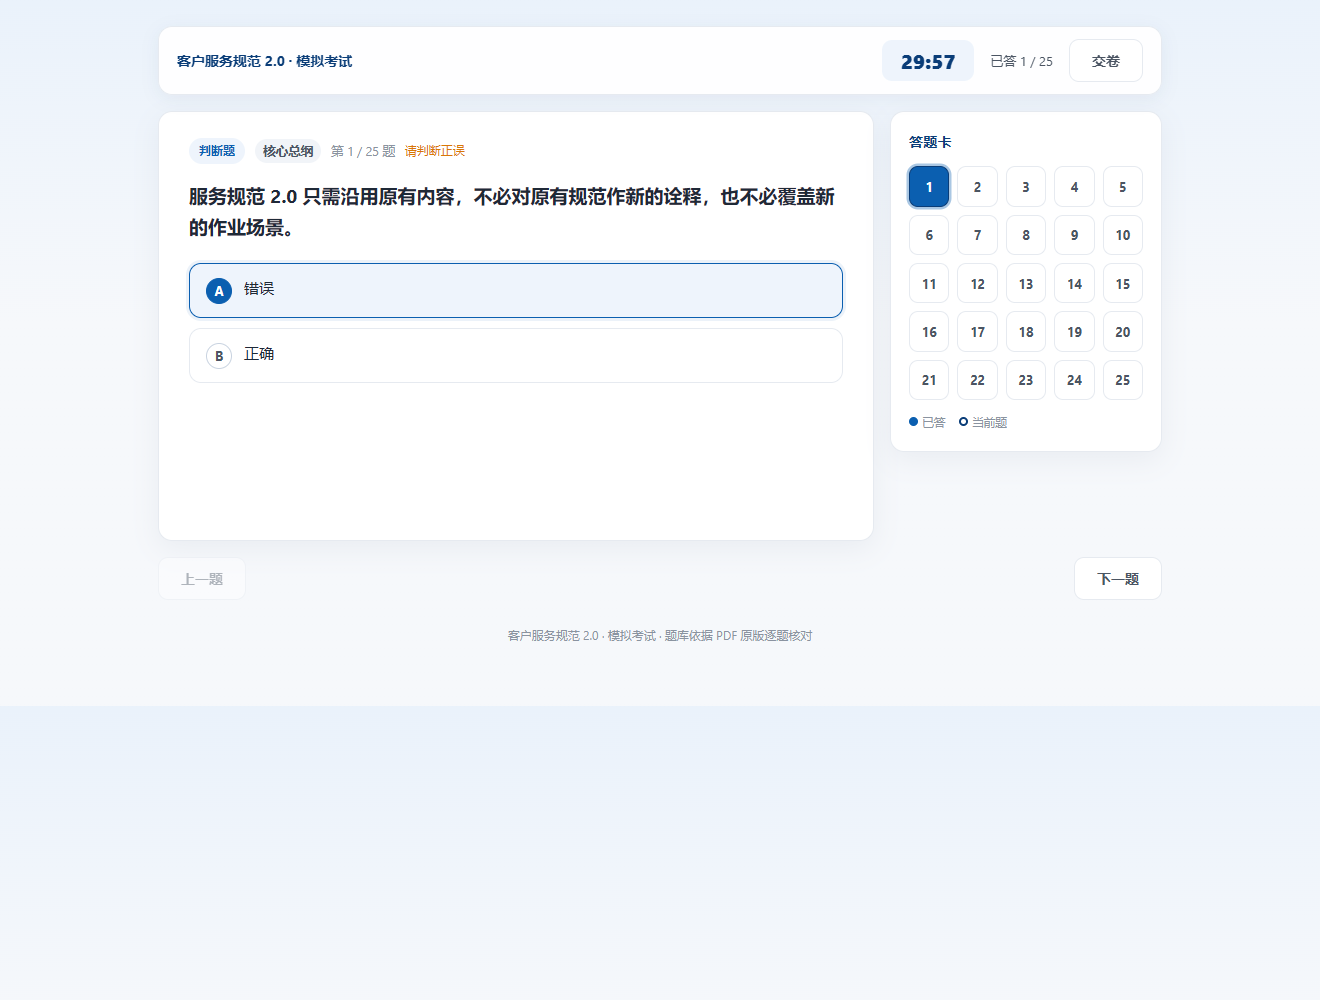 客户服务规范 2.0 · 模拟考试
29:57
已答 1 / 25
交卷
判断题
核心总纲
第 1 / 25 题
请判断正误
服务规范 2.0 只需沿用原有内容，不必对原有规范作新的诠释，也不必覆盖新
的作业场景。
A 错误
B 正确
答题卡
1 2 3 4 5
6 7 8 9 10
11 12 13 14 15
16 17 18 19 20
21 22 23 24 25
已答 当前题
上一题
下一题
客户服务规范 2.0 · 模拟考试 · 题库依据 PDF 原版逐题核对